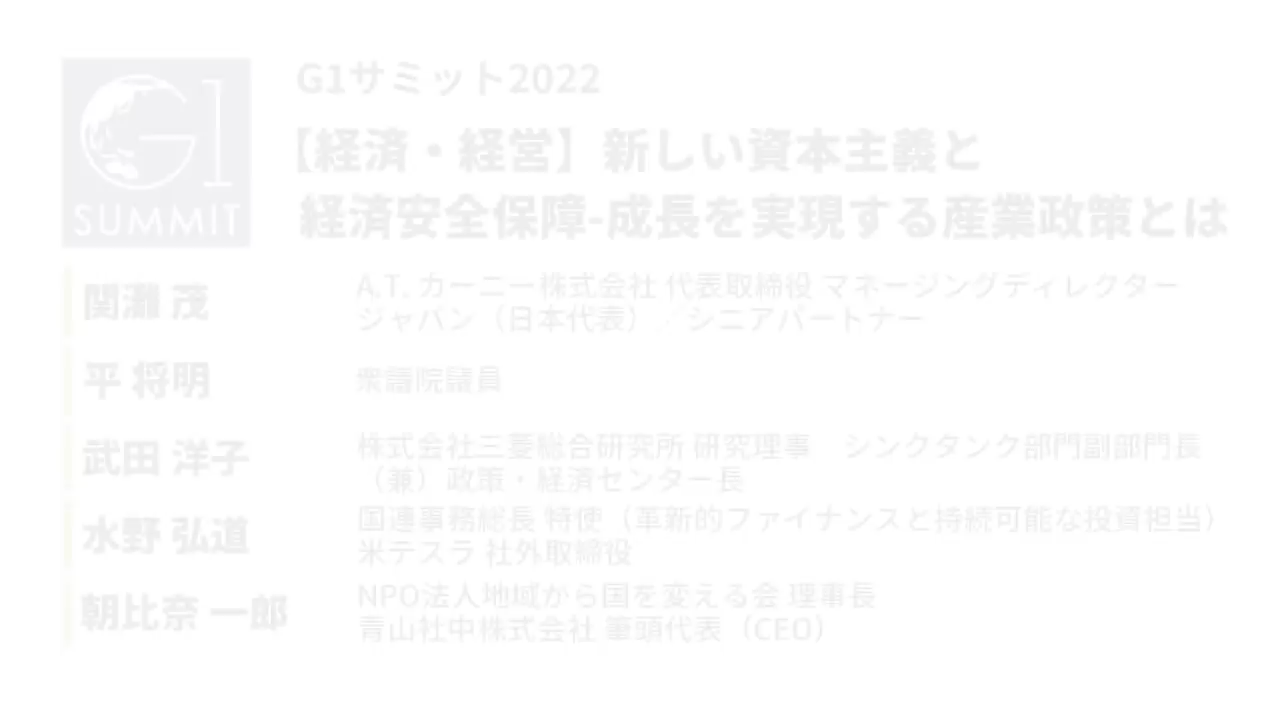 G1
SUMMIT
G1サミット2022
【経済・経営】新しい資本主義と
経済安全保障-成長を実現する産業政策とは
関灘 茂
A.T. カーニー株式会社 代表取締役 マネージングディレクター
ジャパン（日本代表）／シニアパートナー
平 将明
衆議院議員
武田 洋子
株式会社三菱総合研究所 研究理事　シンクタンク部門副部門長
（兼）政策・経済センター長
水野 弘道
国連事務総長 特使（革新的ファイナンスと持続可能な投資担当）
米テスラ 社外取締役
朝比奈 一郎
NPO法人地域から国を変える会 理事長
青山社中株式会社 筆頭代表（CEO）